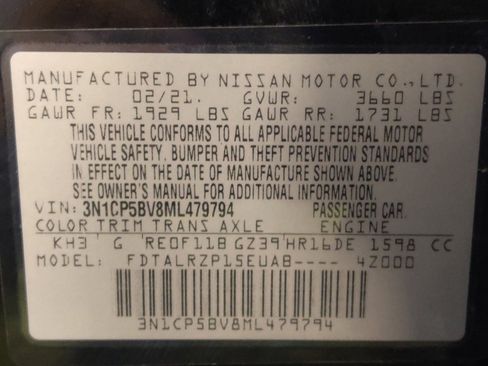 MANUFACTURED BY NISSAN MOTOR CO., LTD.
DATE: 02/21. GVWR: 3660 LBS
GAWR FR: 1929 LBS GAWR RR: 1731 LBS
THIS VEHICLE CONFORMS TO ALL APPLICABLE FEDERAL MOTOR
VEHICLE SAFETY, BUMPER AND THEFT PREVENTION STANDARDS
IN EFFECT ON THE DATE OF MANUFACTURE SHOWN ABOVE.
SEE OWNER'S MANUAL FOR ADDITIONAL INFORMATION.
VIN: 3N1CP5BV8ML479794 PASSENGER CAR.
COLOR TRIM TRANS AXLE ENGINE
KH3 G RE0F11B GZ39 HR16DE 1598 CC
MODEL: FDTALRZP15EUAB---- 4Z000
3N1CP5BV8ML479794